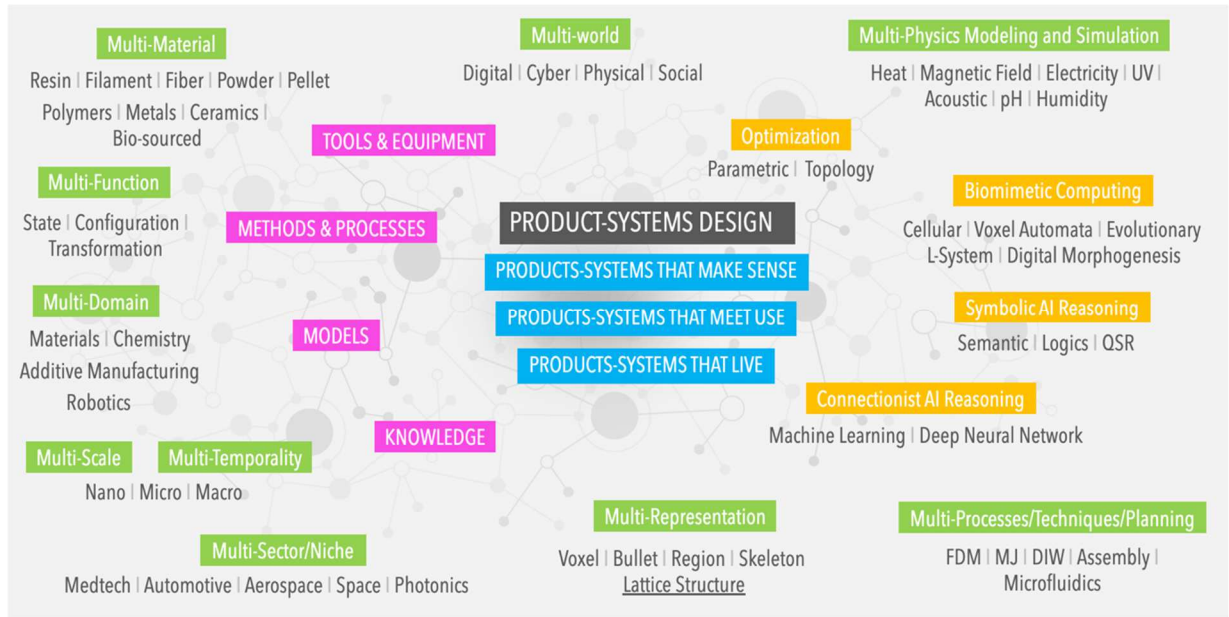 Multi-Material
Resin | Filament | Fiber | Powder | Pellet
Polymers | Metals | Ceramics |
Bio-sourced
Multi-world
Digital | Cyber | Physical | Social
Multi-Physics Modeling and Simulation
Heat | Magnetic Field | Electricity | UV |
Acoustic | pH | Humidity
TOOLS & EQUIPMENT
Optimization
Parametric | Topology
Multi-Function
State | Configuration |
Transformation
METHODS & PROCESSES
PRODUCT-SYSTEMS DESIGN
PRODUCTS-SYSTEMS THAT MAKE SENSE
PRODUCTS-SYSTEMS THAT MEET USE
PRODUCTS-SYSTEMS THAT LIVE
Biomimetic Computing
Cellular | Voxel Automata | Evolutionary
L-System | Digital Morphogenesis
Multi-Domain
Materials | Chemistry
Additive Manufacturing
Robotics
MODELS
Symbolic AI Reasoning
Semantic | Logics | QSR
Connectionist AI Reasoning
Machine Learning | Deep Neural Network
KNOWLEDGE
Multi-Scale
Multi-Temporality
Nano | Micro | Macro
Multi-Sector/Niche
Medtech | Automotive | Aerospace | Space | Photonics
Multi-Representation
Voxel | Bullet | Region | Skeleton
Lattice Structure
Multi-Processes/Techniques/Planning
FDM | MJ | DIW | Assembly |
Microfluidics